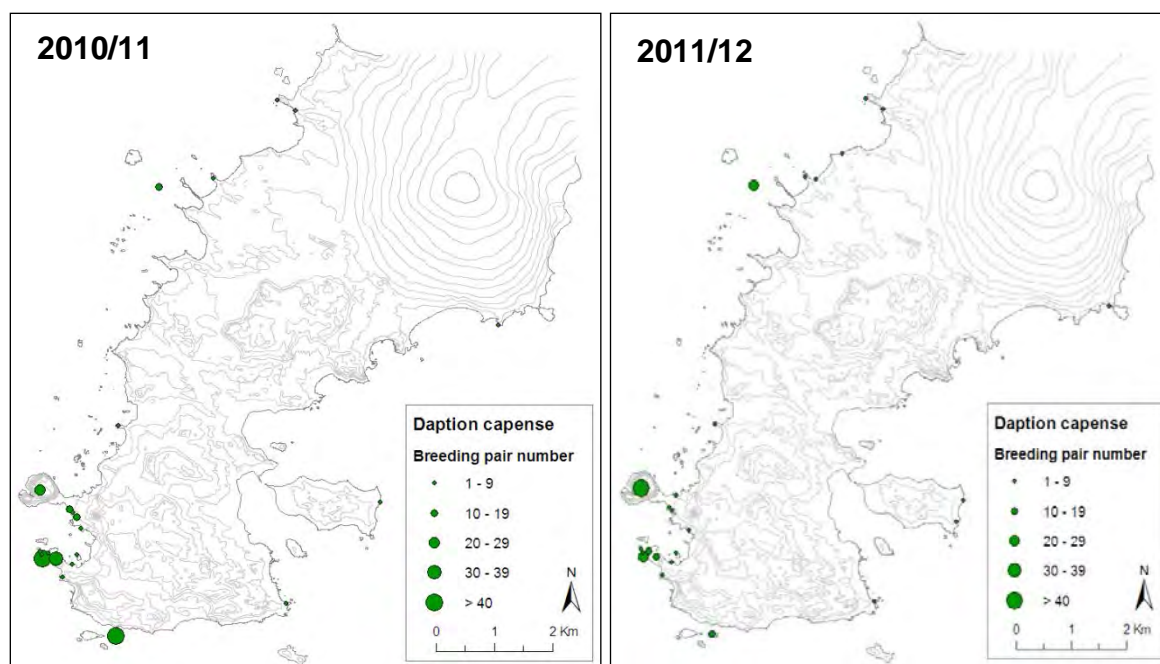 2010/11
Daption capense
Breeding pair number
1 - 9
10 - 19
20 - 29
30 - 39
> 40
N
0 1 2 Km
2011/12
Daption capense
Breeding pair number
1 - 9
10 - 19
20 - 29
30 - 39
> 40
N
0 1 2 Km